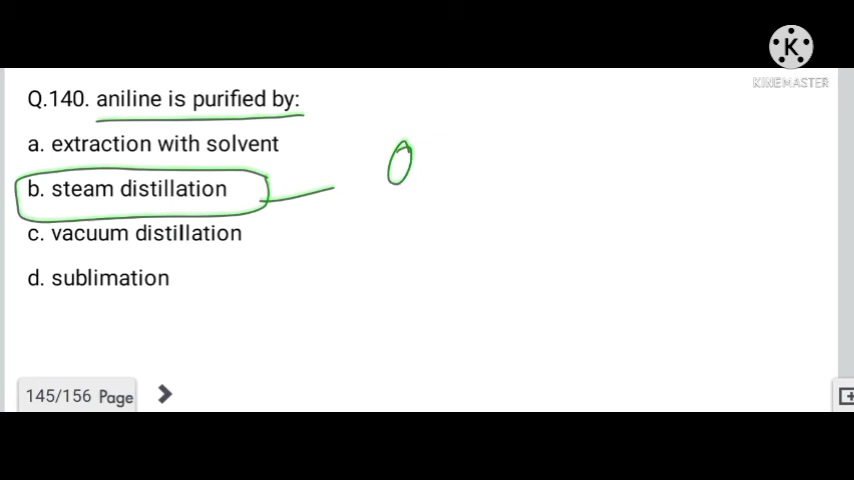 K
KINEMASTER
Q.140. aniline is purified by:
a. extraction with solvent
b. steam distillation
c. vacuum distillation
d. sublimation
145/156 Page